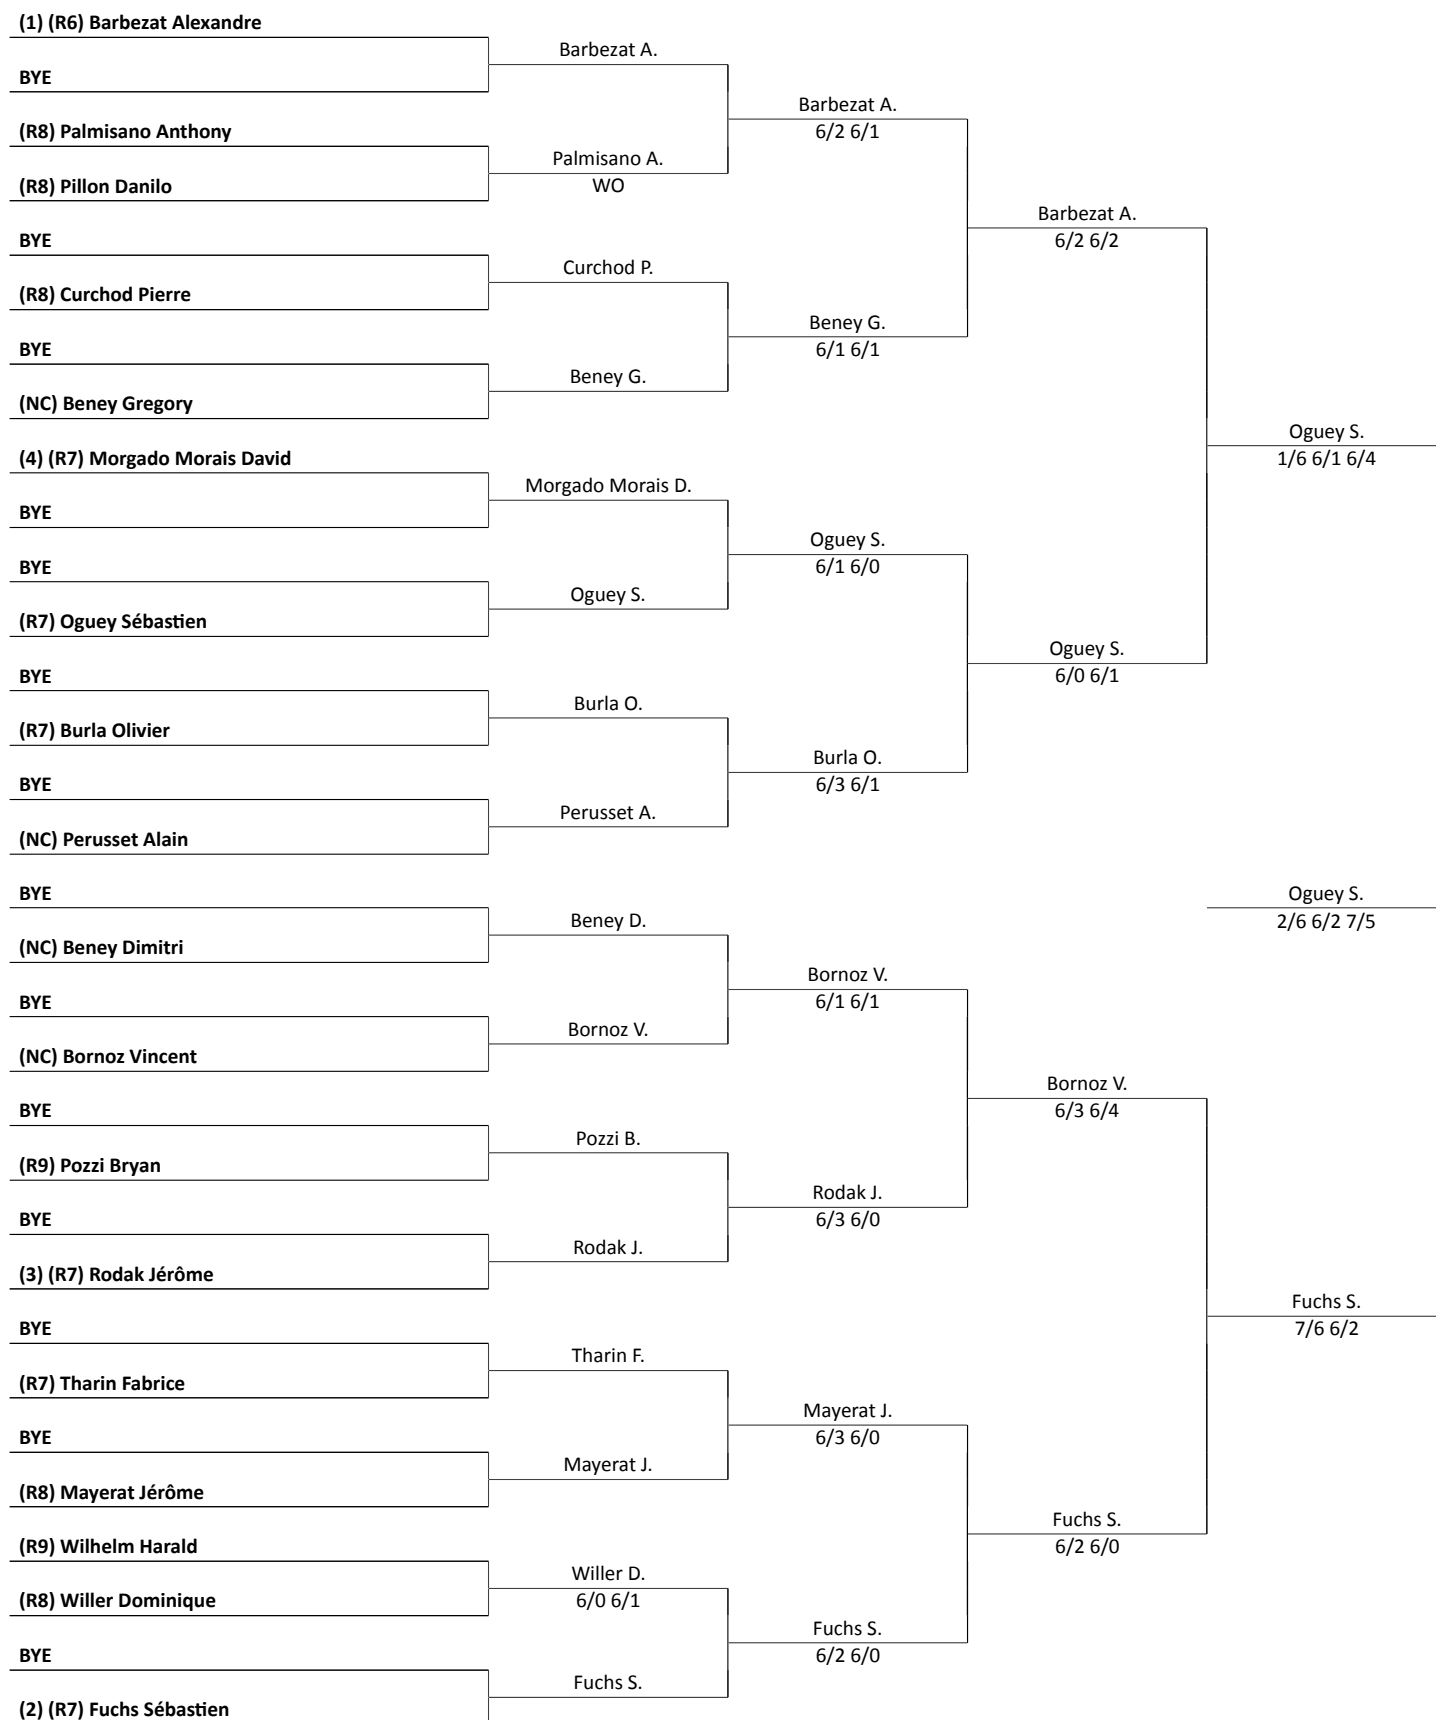 (1) (R6) Barbezat Alexandre
BYE
(R8) Palmisano Anthony
(R8) Pillon Danilo
BYE
(R8) Curchod Pierre
BYE
(NC) Beney Gregory
(4) (R7) Morgado Morais David
BYE
BYE
(R7) Oguey Sébastien
BYE
(R7) Burla Olivier
BYE
(NC) Perusset Alain
BYE
(NC) Beney Dimitri
BYE
(NC) Bornoz Vincent
BYE
(R9) Pozzi Bryan
BYE
(3) (R7) Rodak Jérôme
BYE
(R7) Tharin Fabrice
BYE
(R8) Mayerat Jérôme
(R9) Wilhelm Harald
(R8) Willer Dominique
BYE
(2) (R7) Fuchs Sébastien
Barbezat A.
Palmisano A.
WO
Curchod P.
Beney G.
Morgado Morais D.
Oguey S.
Burla O.
Perusset A.
Beney D.
Bornoz V.
Pozzi B.
Rodak J.
Tharin F.
Mayerat J.
Willer D.
6/0 6/1
Fuchs S.
Barbezat A.
6/2 6/1
Beney G.
6/1 6/1
Oguey S.
6/1 6/0
Burla O.
6/3 6/1
Bornoz V.
6/1 6/1
Rodak J.
6/3 6/0
Mayerat J.
6/3 6/0
Fuchs S.
6/2 6/0
Barbezat A.
6/2 6/2
Oguey S.
6/0 6/1
Bornoz V.
6/3 6/4
Fuchs S.
6/2 6/0
Oguey S.
1/6 6/1 6/4
Oguey S.
2/6 6/2 7/5
Fuchs S.
7/6 6/2